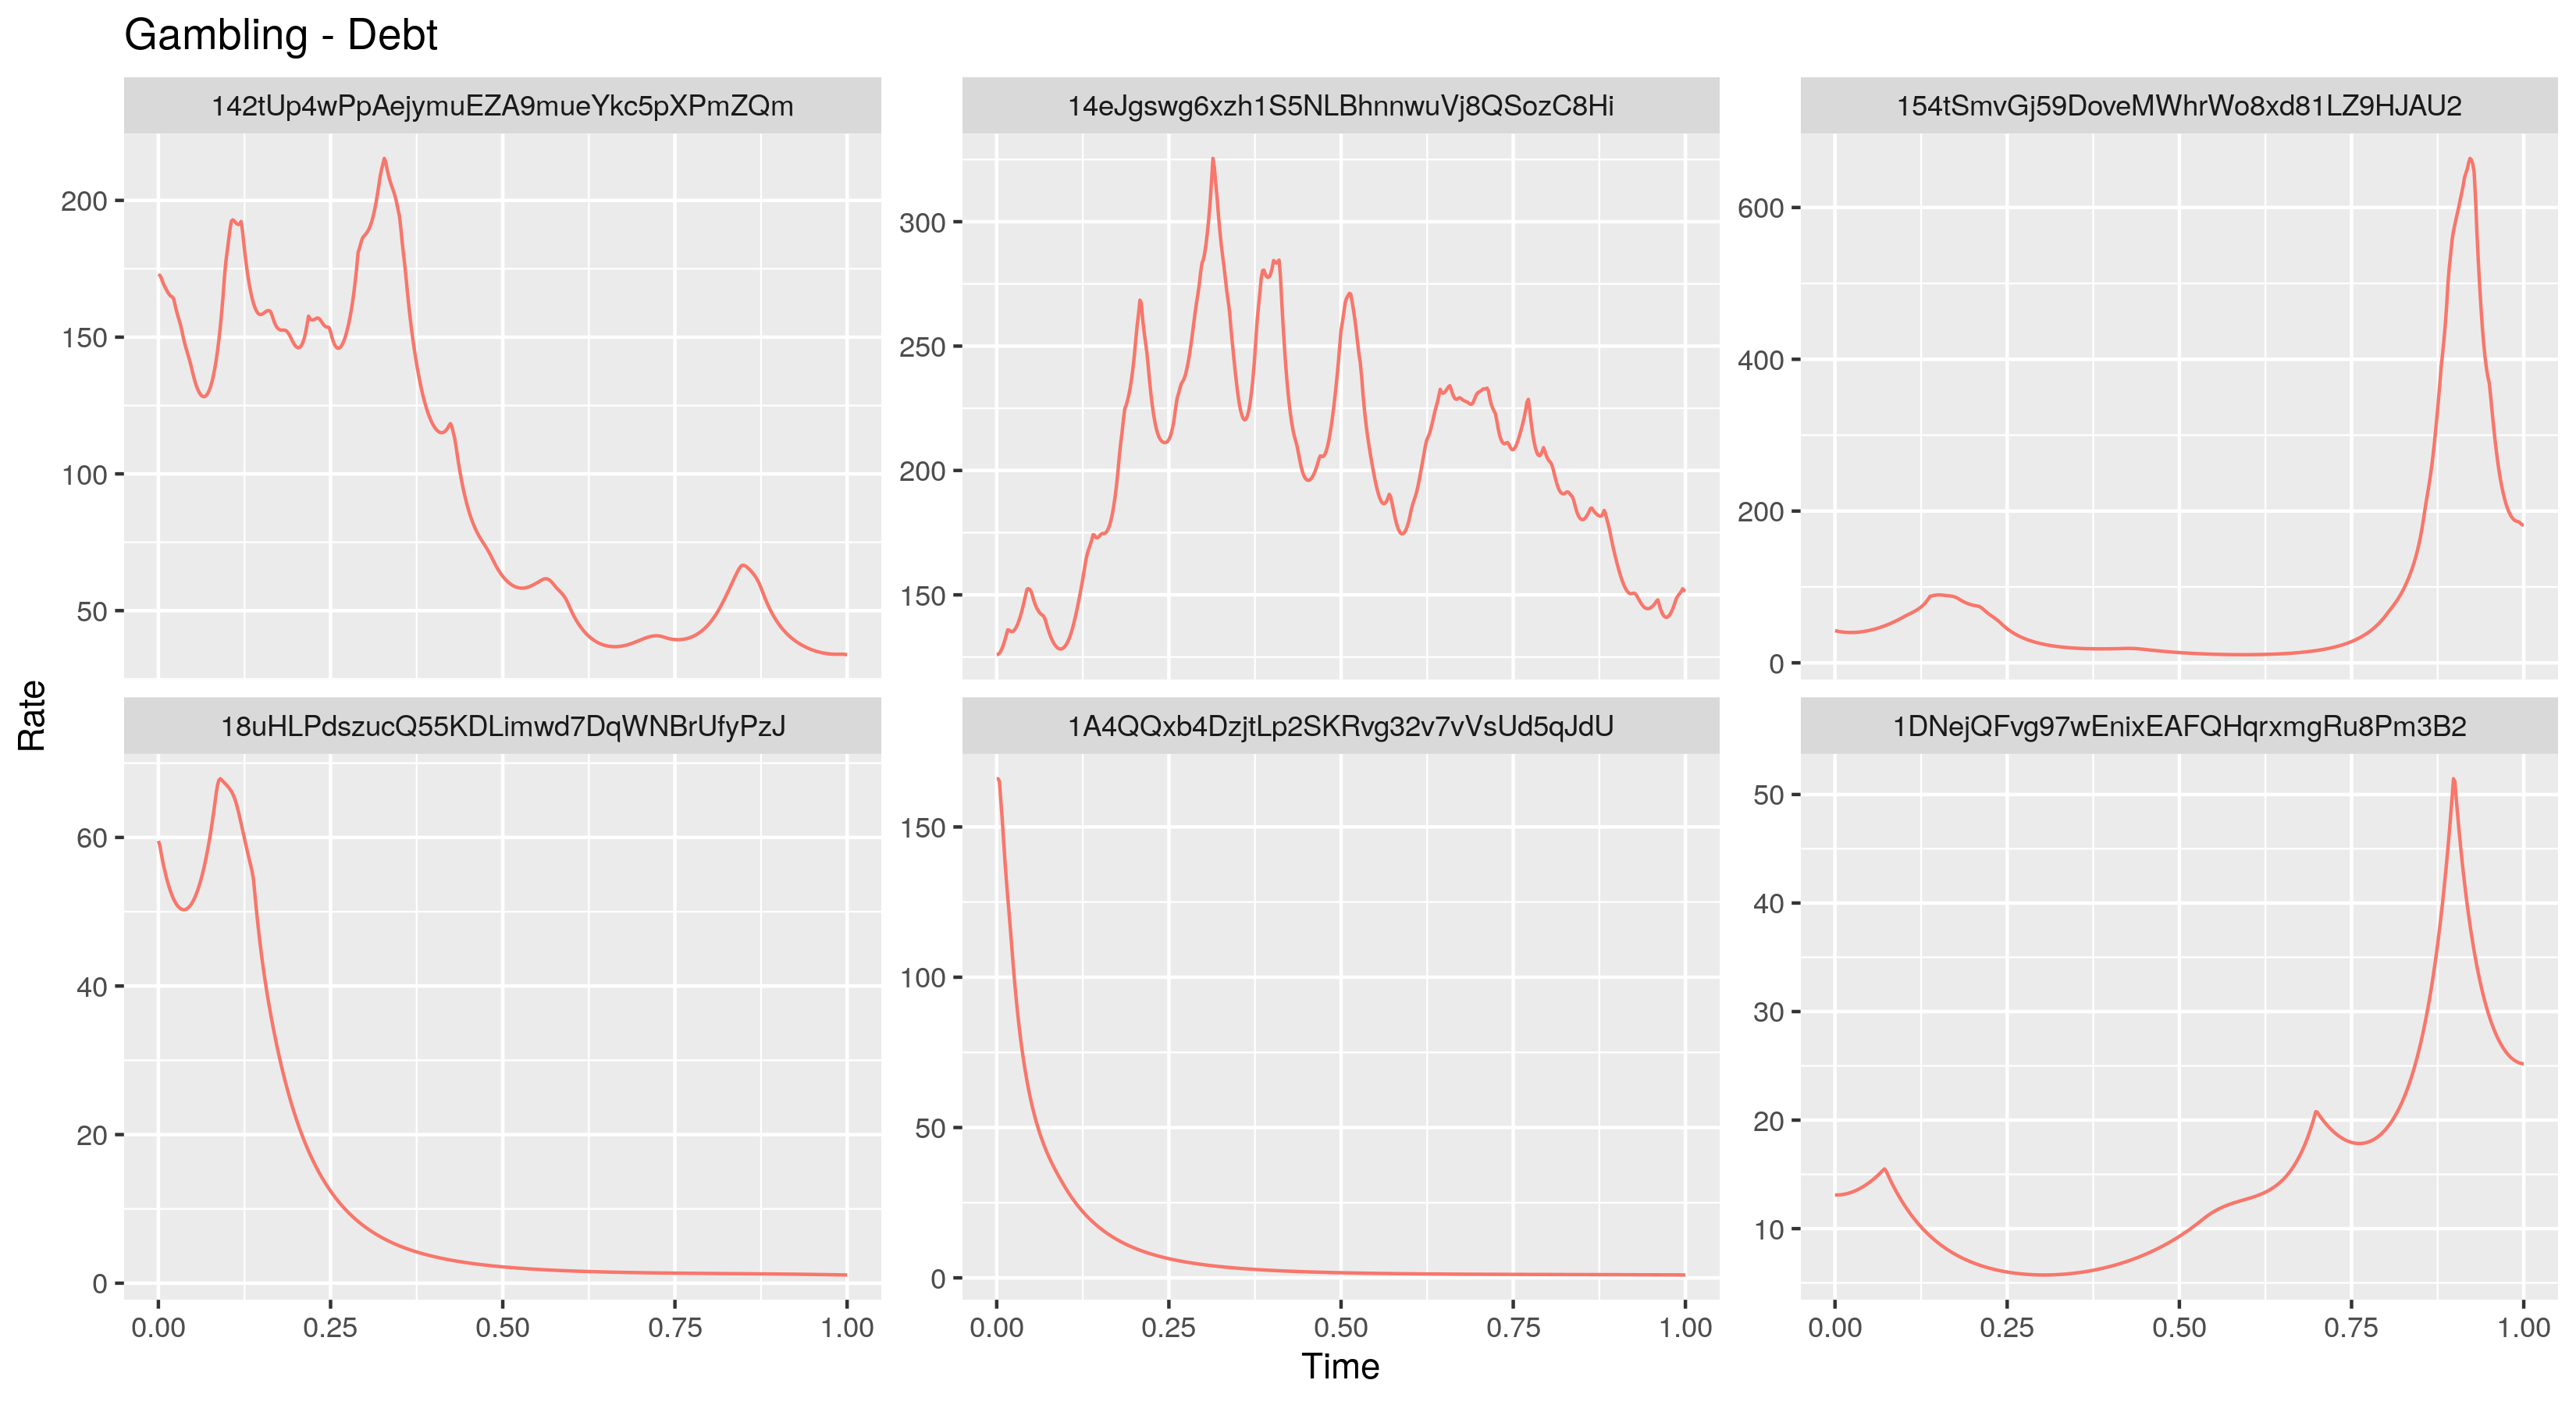 Gambling - Debt
142tUp4wPpAejymuEZA9mueYkc5pXPmZQm
14eJgswg6xzh1S5NLBhnnwuVj8QSozC8Hi
154tSmvGj59DoveMWhrWo8xd81LZ9HJAU2
200
150
100
50
300
250
200
150
600
400
200
0
Rate
18uHLPdszucQ55KDLimwd7DqWNBrUfyPzJ
1A4QQxb4DzjtLp2SKRvg32v7vVsUd5qJdU
1DNejQFvg97wEnixEAFQHqrxmgRu8Pm3B2
60
40
20
0
150
100
50
0
50
40
30
20
10
0.00 0.25 0.50 0.75 1.00
0.00 0.25 0.50 0.75 1.00
0.00 0.25 0.50 0.75 1.00
Time